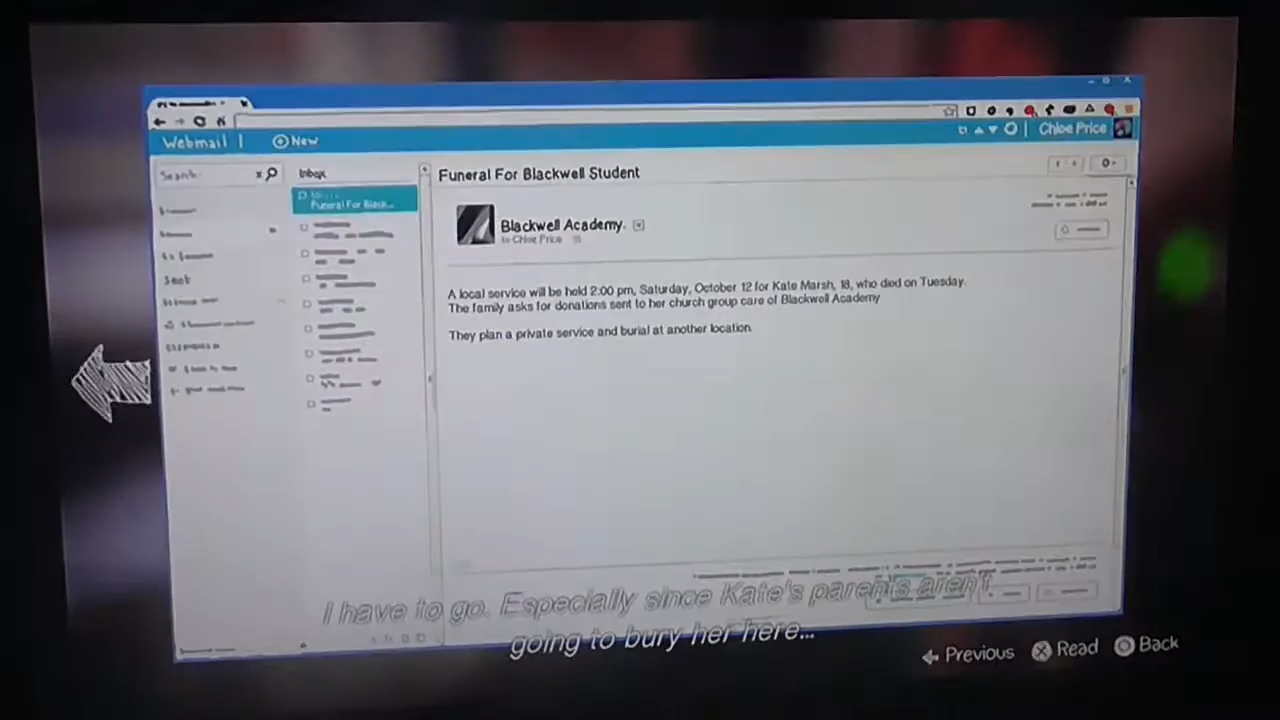 Webmail |
New
Chloe Price
Search
Inbox
Funeral For Blackwell Student
Funeral For Black...
Blackwell Academy.
to Chloe Price
Sent
A local service will be held 2:00 pm, Saturday, October 12 for Kate Marsh, 18, who died on Tuesday.
The family asks for donations sent to her church group care of Blackwell Academy
They plan a private service and burial at another location.
I have to go. Especially since Kate's parents aren't
going to bury her here...
Previous
Read
Back